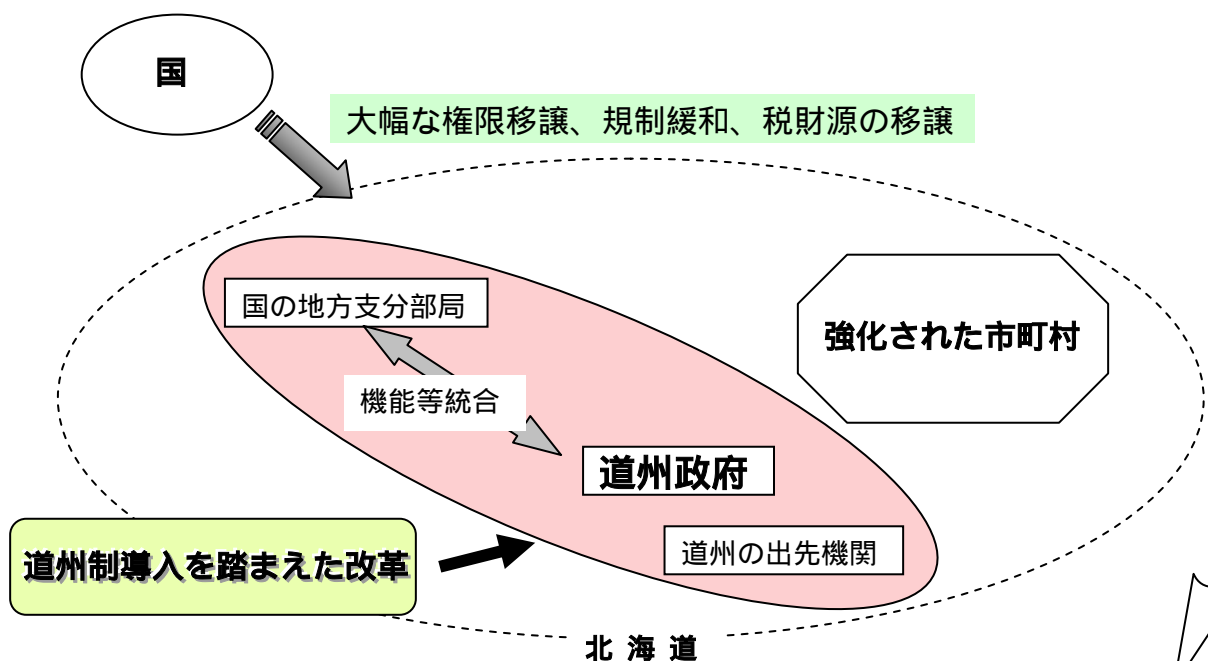 国
大幅な権限移譲、規制緩和、税財源の移譲
国の地方支分部局
強化された市町村
機能等統合
道州政府
道州制導入を踏まえた改革
道州の出先機関
北海道